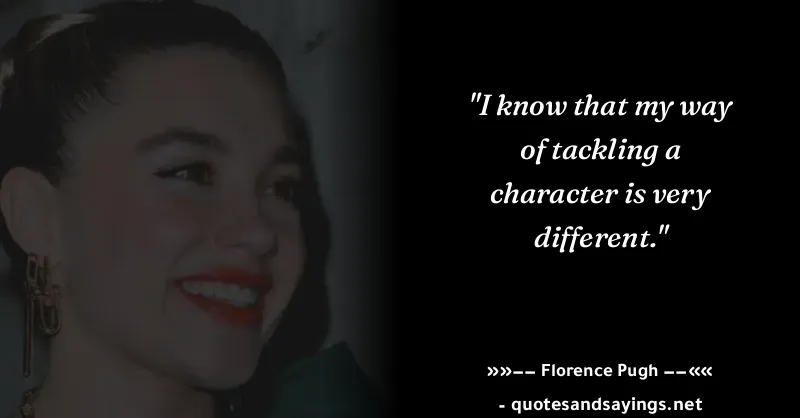 "I know that my way
of tackling a
character is very
different."
»»−− Florence Pugh −−««
- quotesandsayings.net